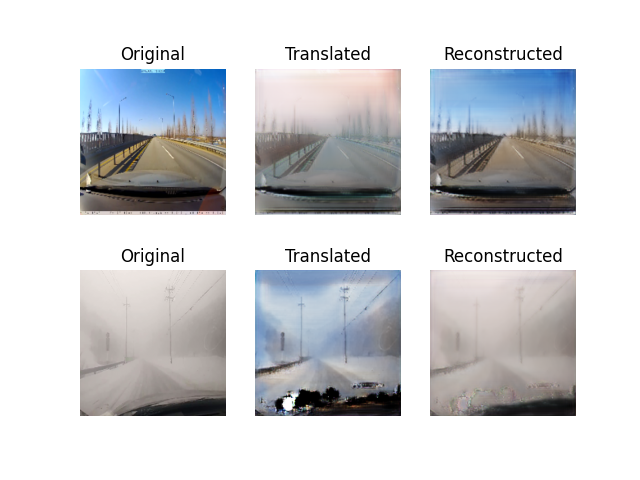 Original
Translated
Reconstructed
Original
Translated
Reconstructed